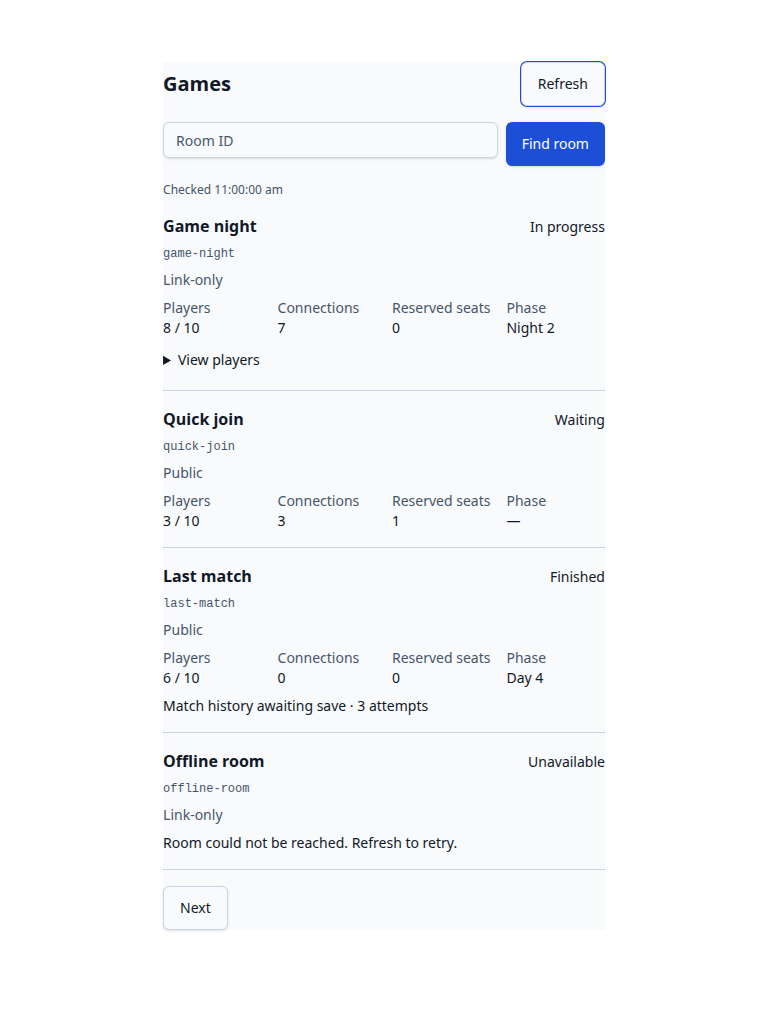 Games
Refresh
Room ID
Find room
Checked 11:00:00 am
Game night
In progress
game-night
Link-only
Players Connections Reserved seats Phase
8 / 10 7 0 Night 2
View players
Quick join
Waiting
quick-join
Public
Players Connections Reserved seats Phase
3 / 10 3 1 —
Last match
Finished
last-match
Public
Players Connections Reserved seats Phase
6 / 10 0 0 Day 4
Match history awaiting save · 3 attempts
Offline room
Unavailable
offline-room
Link-only
Room could not be reached. Refresh to retry.
Next